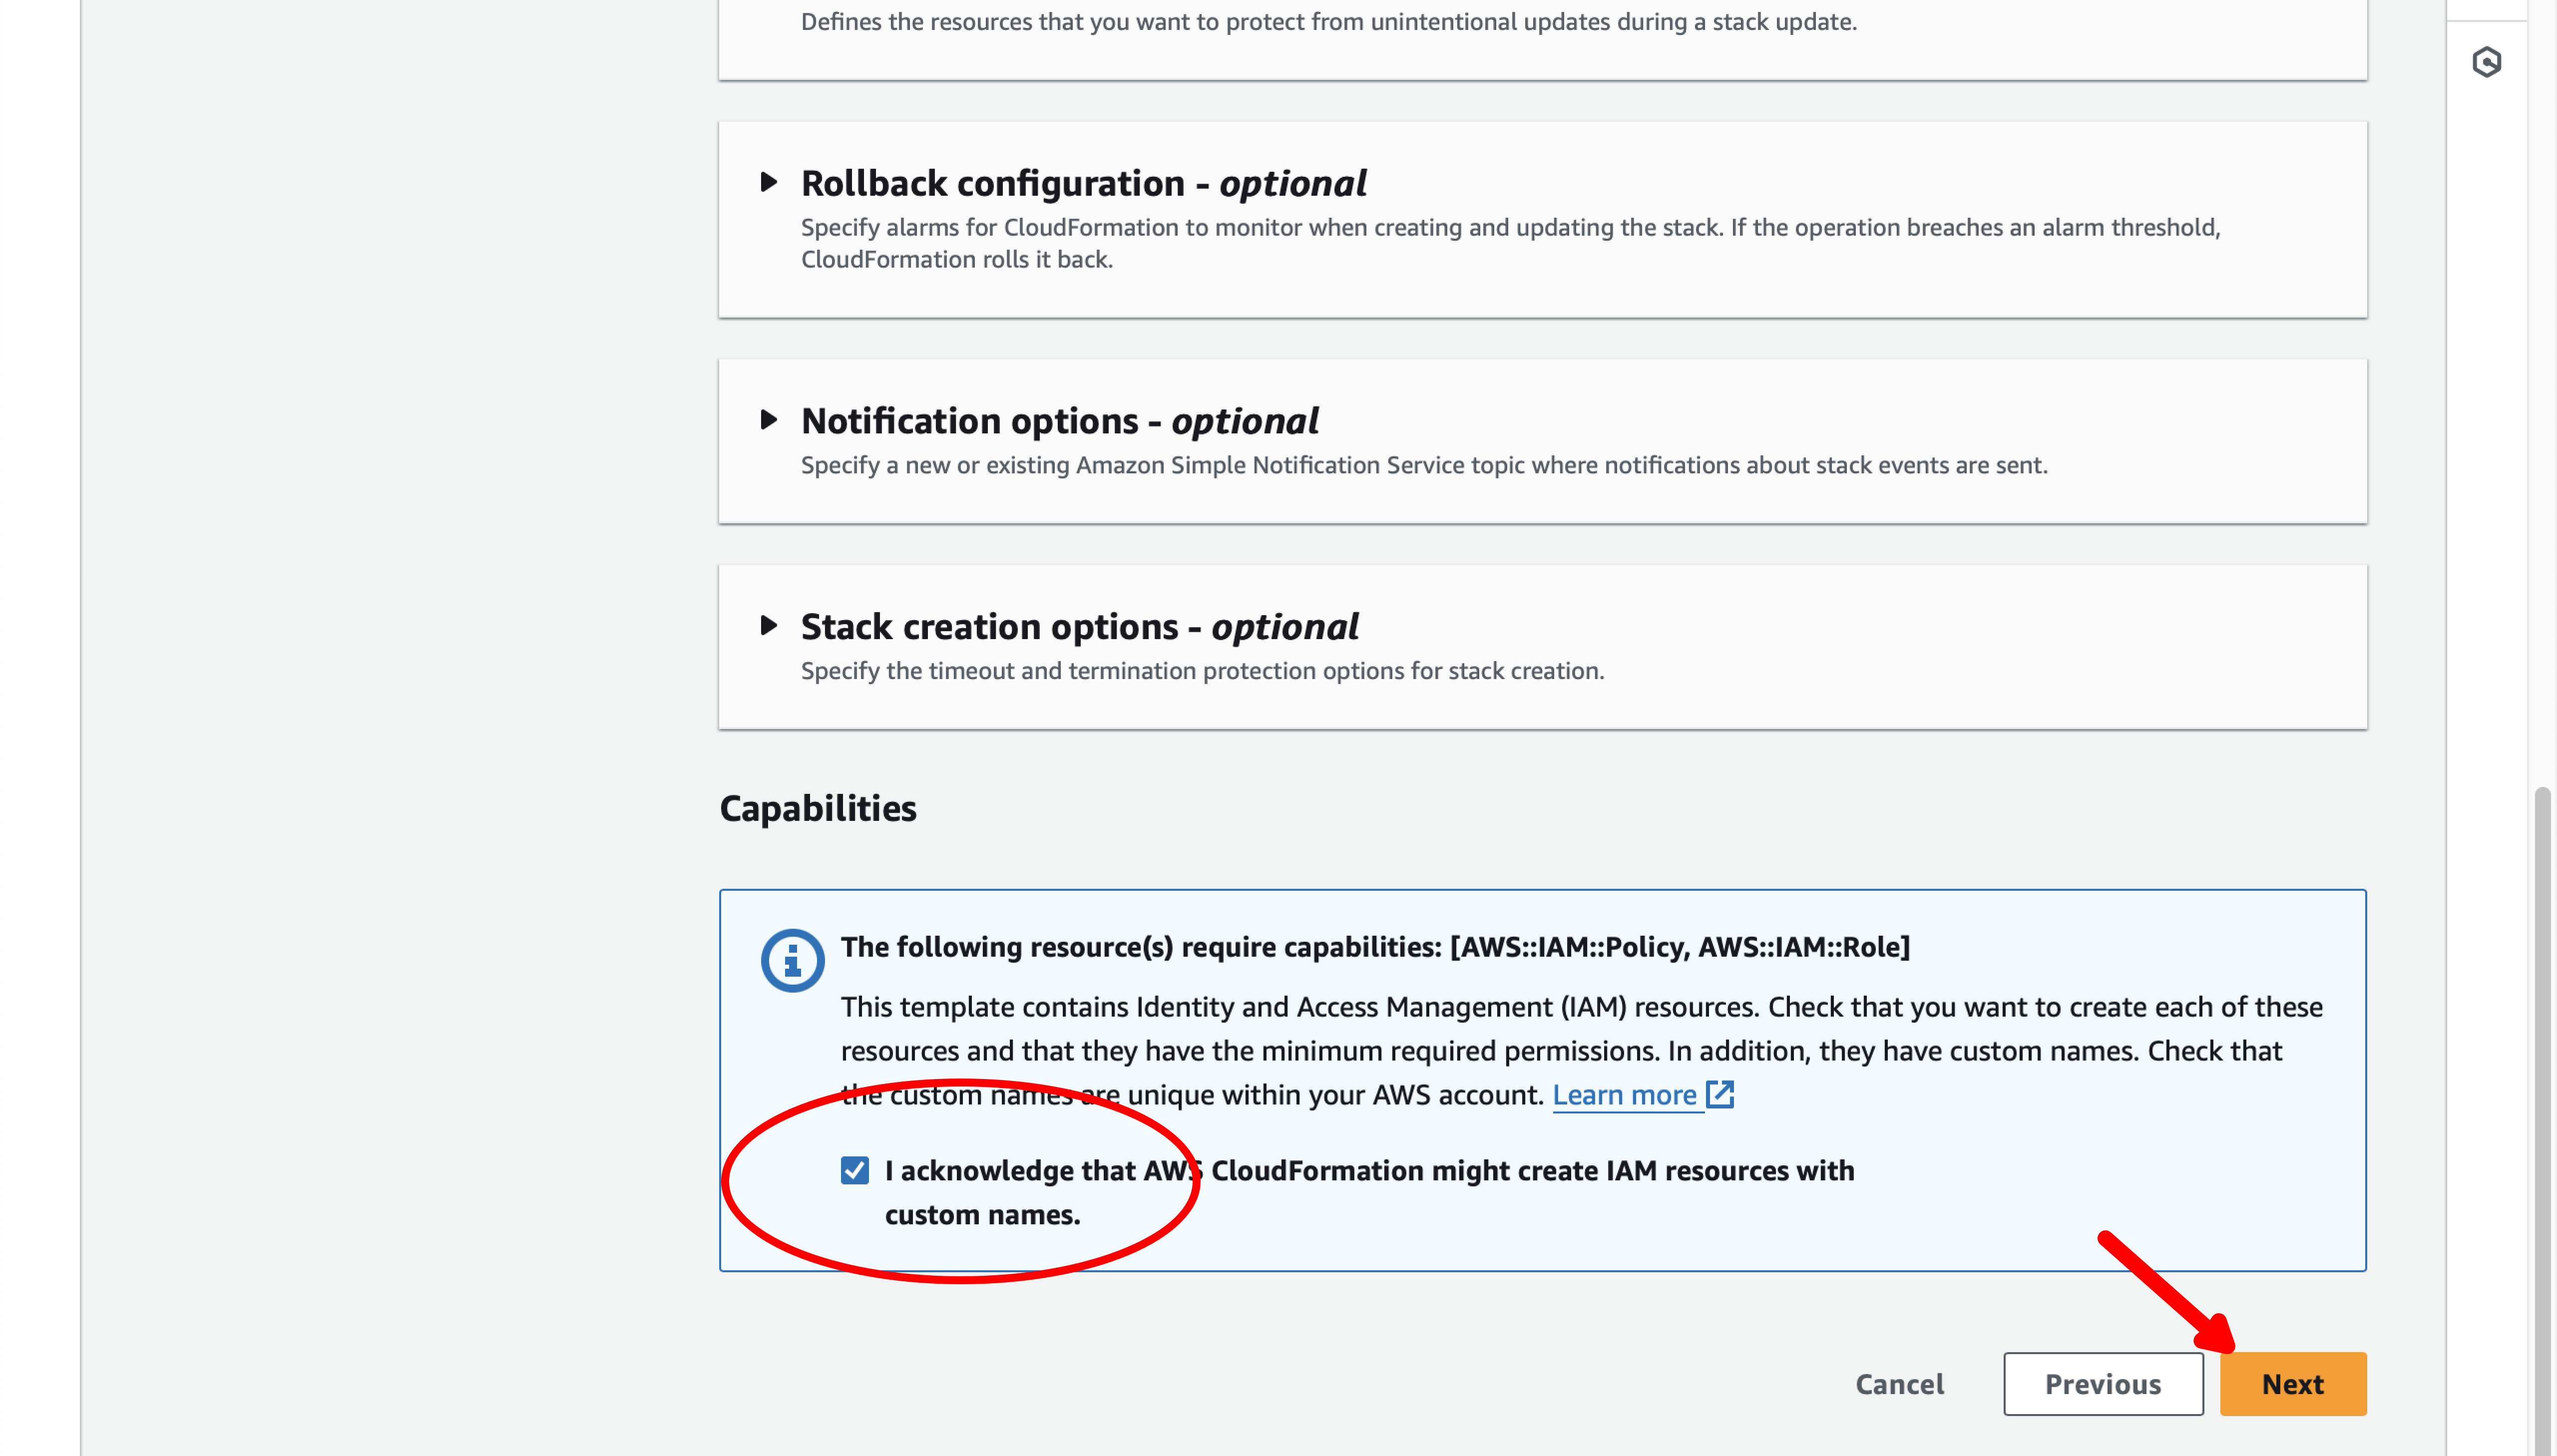 Defines the resources that you want to protect from unintentional updates during a stack update.
Rollback configuration - optional
Specify alarms for CloudFormation to monitor when creating and updating the stack. If the operation breaches an alarm threshold,
CloudFormation rolls it back.
Notification options - optional
Specify a new or existing Amazon Simple Notification Service topic where notifications about stack events are sent.
Stack creation options - optional
Specify the timeout and termination protection options for stack creation.
Capabilities
The following resource(s) require capabilities: [AWS::IAM::Policy, AWS::IAM::Role]
This template contains Identity and Access Management (IAM) resources. Check that you want to create each of these
resources and that they have the minimum required permissions. In addition, they have custom names. Check that
the custom names are unique within your AWS account. Learn more
I acknowledge that AWS CloudFormation might create IAM resources with
custom names.
Cancel Previous Next